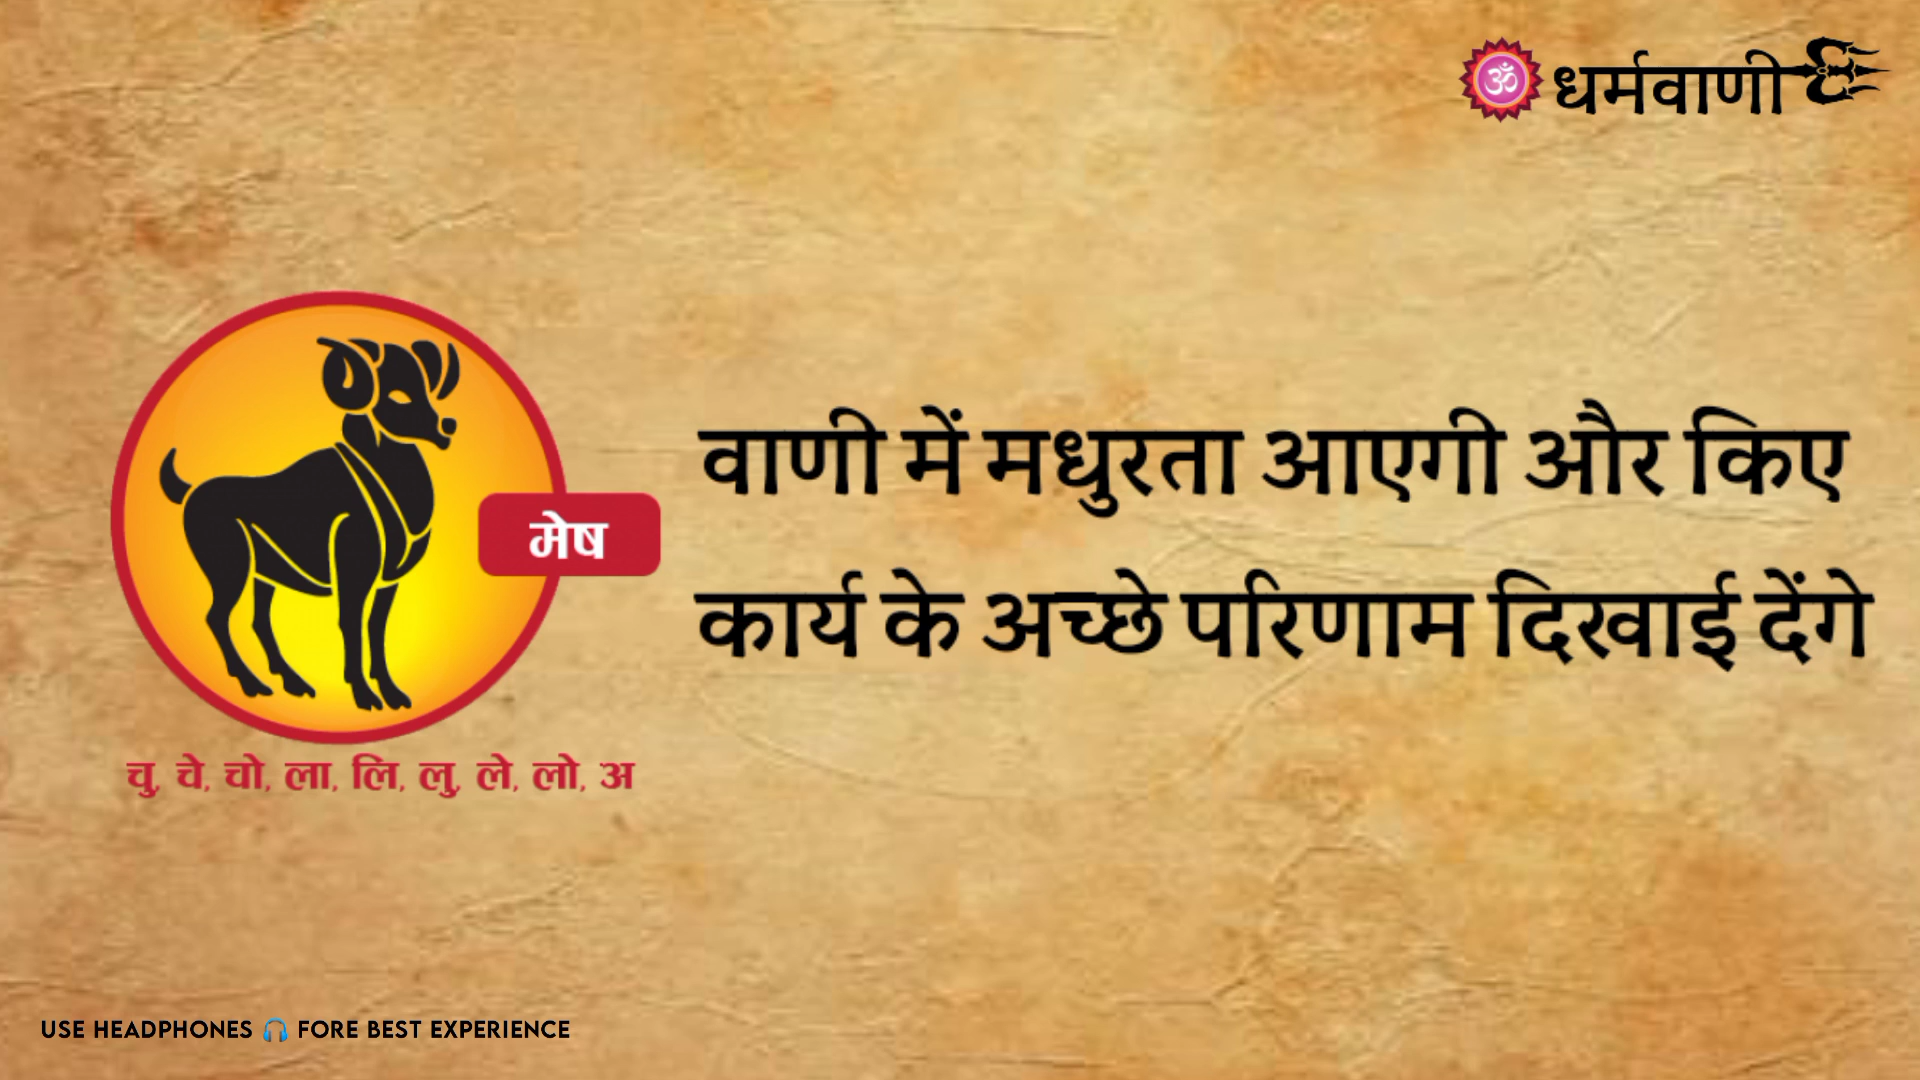 ॐ धर्मवाणी
वाणी में मधुरता आएगी और किए
मेष
कार्य के अच्छे परिणाम दिखाई देंगे
चु, चे, चो, ला, लि, लु, ले, लो, अ
USE HEADPHONES 🎧 FORE BEST EXPERIENCE